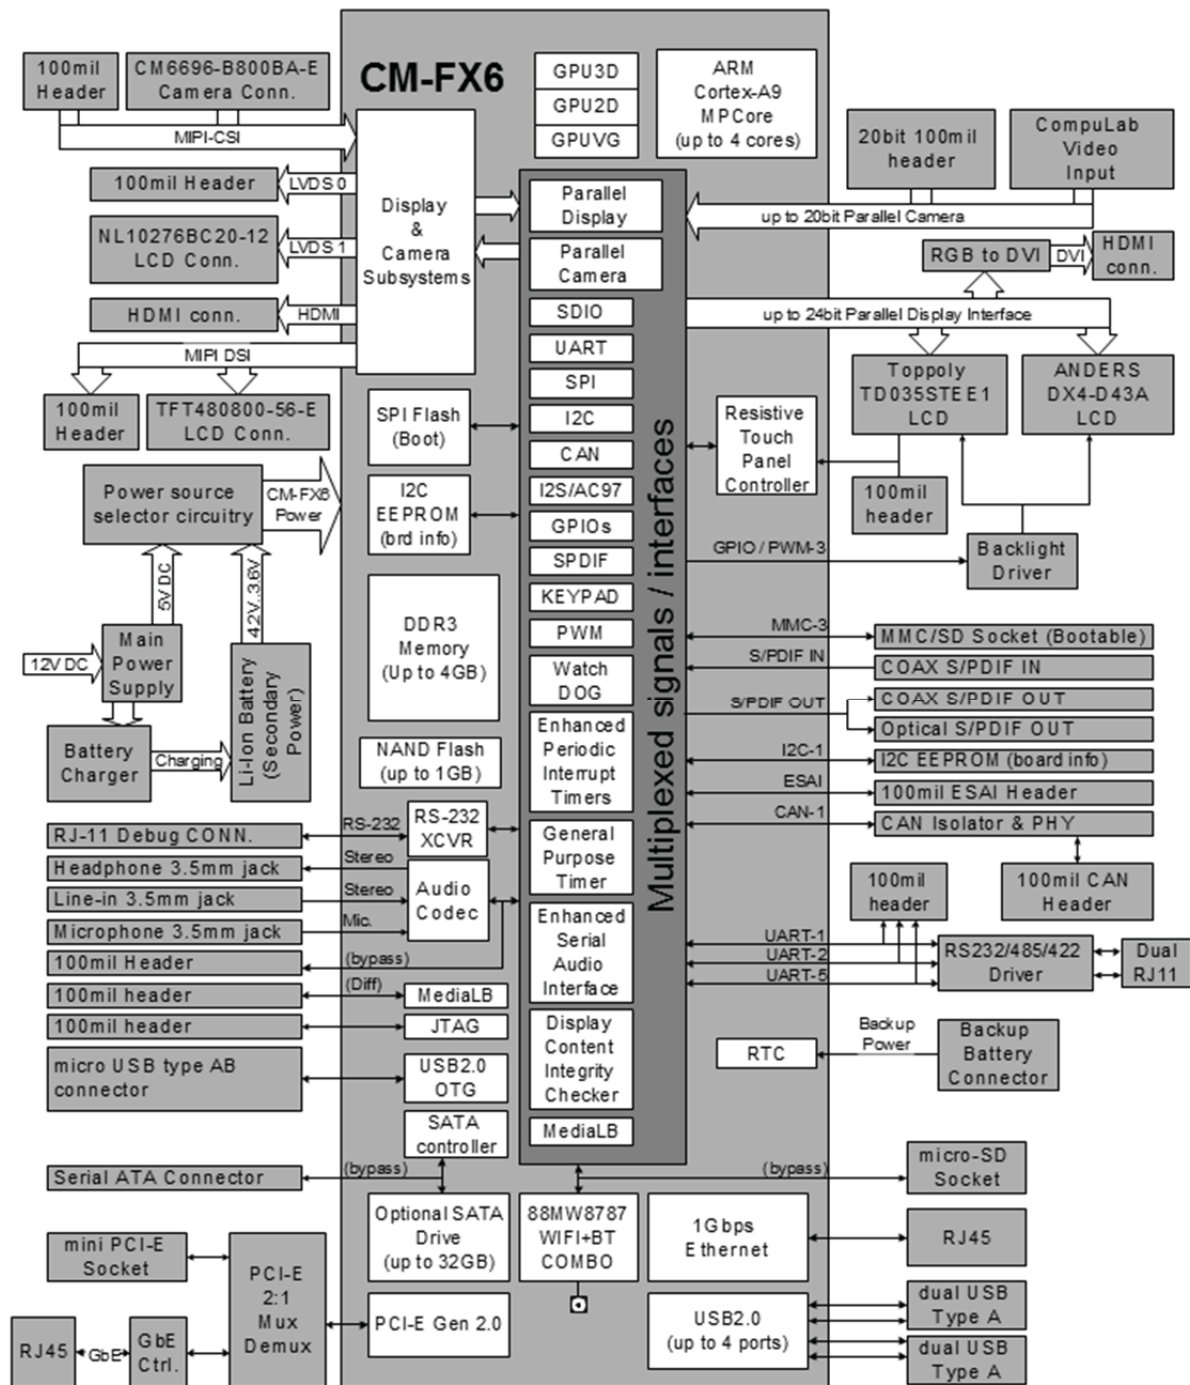 CM-FX6
100mil
Header
CM6696-B800BA-E
Camera Conn.
MIPI-CSI
100mil Header
LVDS 0
NL10276BC20-12
LCD Conn.
LVDS 1
HDMI conn.
HDMI
MIPI DSI
100mil
Header
TFT480800-56-E
LCD Conn.
Display
&
Camera
Subsystems
GPU3D
GPU2D
GPUVG
ARM
Cortex-A9
MPCore
(up to 4 cores)
20bit 100mil
header
CompuLab
Video
Input
up to 20bit Parallel Camera
RGB to DVI
DVI
HDMI
conn.
up to 24bit Parallel Display Interface
Toppoly
TD035STEE1
LCD
ANDERS
DX4-D43A
LCD
Multiplexed signals / interfaces
Parallel
Display
Parallel
Camera
SDIO
UART
SPI
I2C
CAN
I2S/AC97
GPIOs
SPDIF
KEYPAD
PWM
Watch
DOG
Enhanced
Periodic
Interrupt
Timers
General
Purpose
Timer
Enhanced
Serial
Audio
Interface
Display
Content
Integrity
Checker
MediaLB
SPI Flash
(Boot)
I2C
EEPROM
(brd info)
DDR3
Memory
(Up to 4GB)
NAND Flash
(up to 1GB)
Resistive
Touch
Panel
Controller
100mil
header
GPIO / PWM-3
Backlight
Driver
Power source
selector circuitry
CM-FX6
Power
5V DC
4.2V..3.6V
12V DC
Main
Power
Supply
Battery
Charger
Charging
Li-Ion Battery
(Secondary
Power)
MMC-3
MMC/SD Socket (Bootable)
S/PDIF IN
COAX S/PDIF IN
S/PDIF OUT
COAX S/PDIF OUT
Optical S/PDIF OUT
I2C-1
I2C EEPROM (board info)
ESAI
100mil ESAI Header
CAN-1
CAN Isolator & PHY
100mil
header
100mil CAN
Header
UART-1
UART-2
UART-5
RS232/485/422
Driver
Dual
RJ11
RJ-11 Debug CONN.
RS-232
RS-232
XCVR
Headphone 3.5mm jack
Stereo
Line-in 3.5mm jack
Stereo
Audio
Codec
Microphone 3.5mm jack
Mic.
100mil Header
(bypass)
100mil header
(Diff)
MediaLB
100mil header
JTAG
micro USB type AB
connector
USB2.0
OTG
SATA
controller
RTC
Backup
Power
Backup
Battery
Connector
Serial ATA Connector
(bypass)
(bypass)
micro-SD
Socket
Optional SATA
Drive
(up to 32GB)
88MW8787
WIFI+BT
COMBO
1Gbps
Ethernet
RJ45
mini PCI-E
Socket
PCI-E
2:1
Mux
Demux
PCI-E Gen 2.0
USB2.0
(up to 4 ports)
dual USB
Type A
dual USB
Type A
RJ45
GbE
GbE
Ctrl.